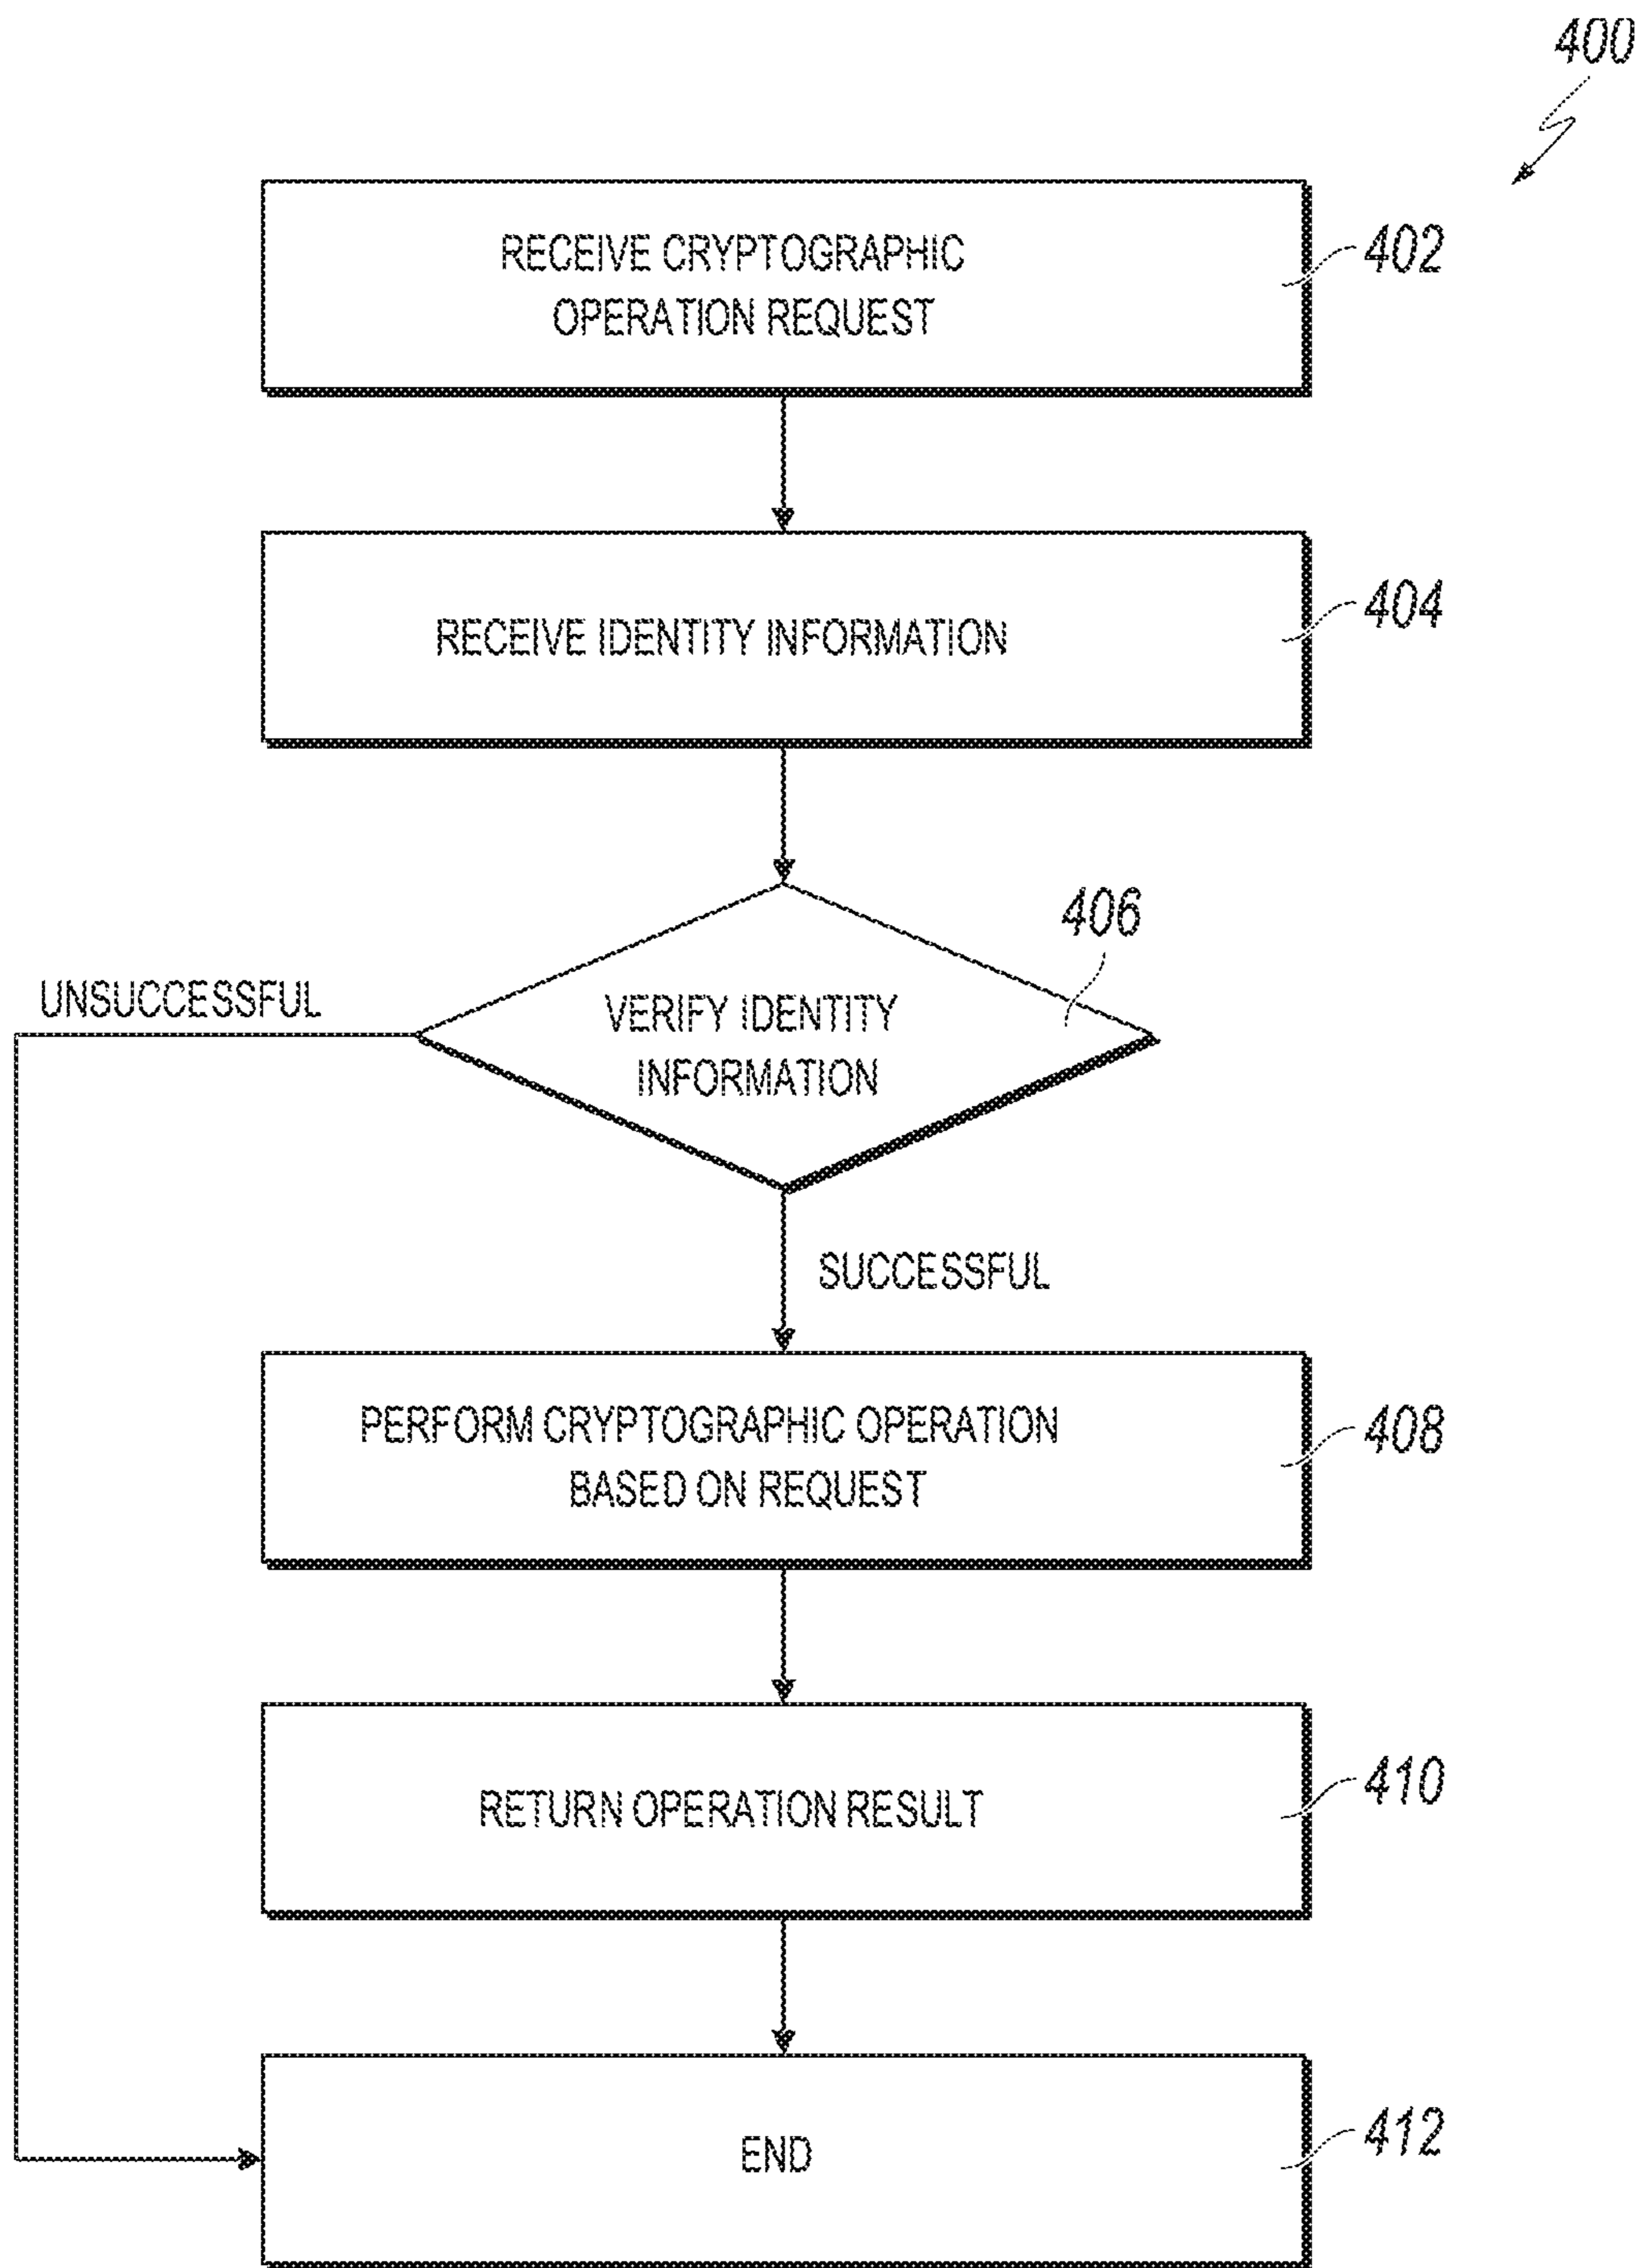 400
RECEIVE CRYPTOGRAPHIC
OPERATION REQUEST
402
RECEIVE IDENTITY INFORMATION
404
406
UNSUCCESSFUL
VERIFY IDENTITY
INFORMATION
SUCCESSFUL
PERFORM CRYPTOGRAPHIC OPERATION
BASED ON REQUEST
408
RETURN OPERATION RESULT
410
END
412